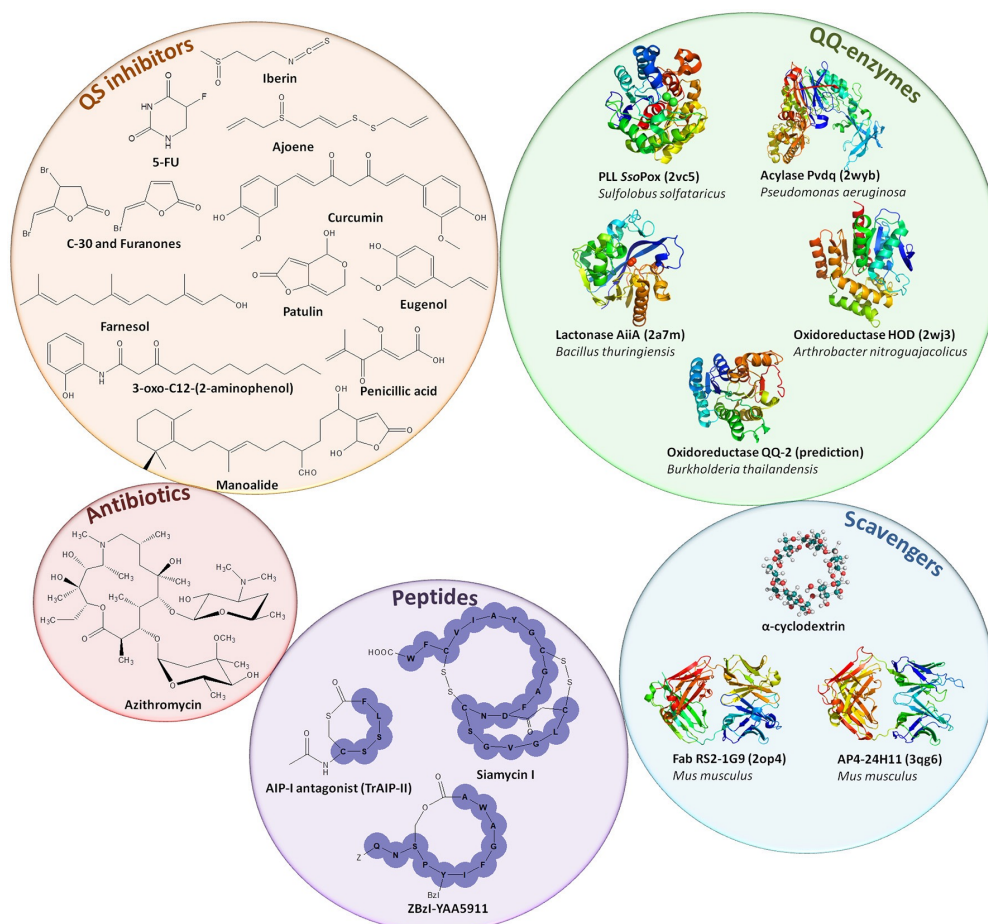 QS inhibitors
Iberin
5-FU
Ajoene
C-30 and Furanones
Curcumin
Farnesol
Patulin
Eugenol
3-oxo-C12-(2-aminophenol)
Penicillic acid
Manoalide
QQ-enzymes
PLL SsoPox (2vc5)
Sulfolobus solfataricus
Acylase Pvdq (2wyb)
Pseudomonas aeruginosa
Lactonase AiiA (2a7m)
Bacillus thuringiensis
Oxidoreductase HOD (2wj3)
Arthrobacter nitroguajacolicus
Oxidoreductase QQ-2 (prediction)
Burkholderia thailandensis
Antibiotics
Azithromycin
Peptides
AIP-I antagonist (TrAIP-II)
Siamycin I
ZBzI-YAA5911
Scavengers
α-cyclodextrin
Fab RS2-1G9 (2op4)
Mus musculus
AP4-24H11 (3qg6)
Mus musculus